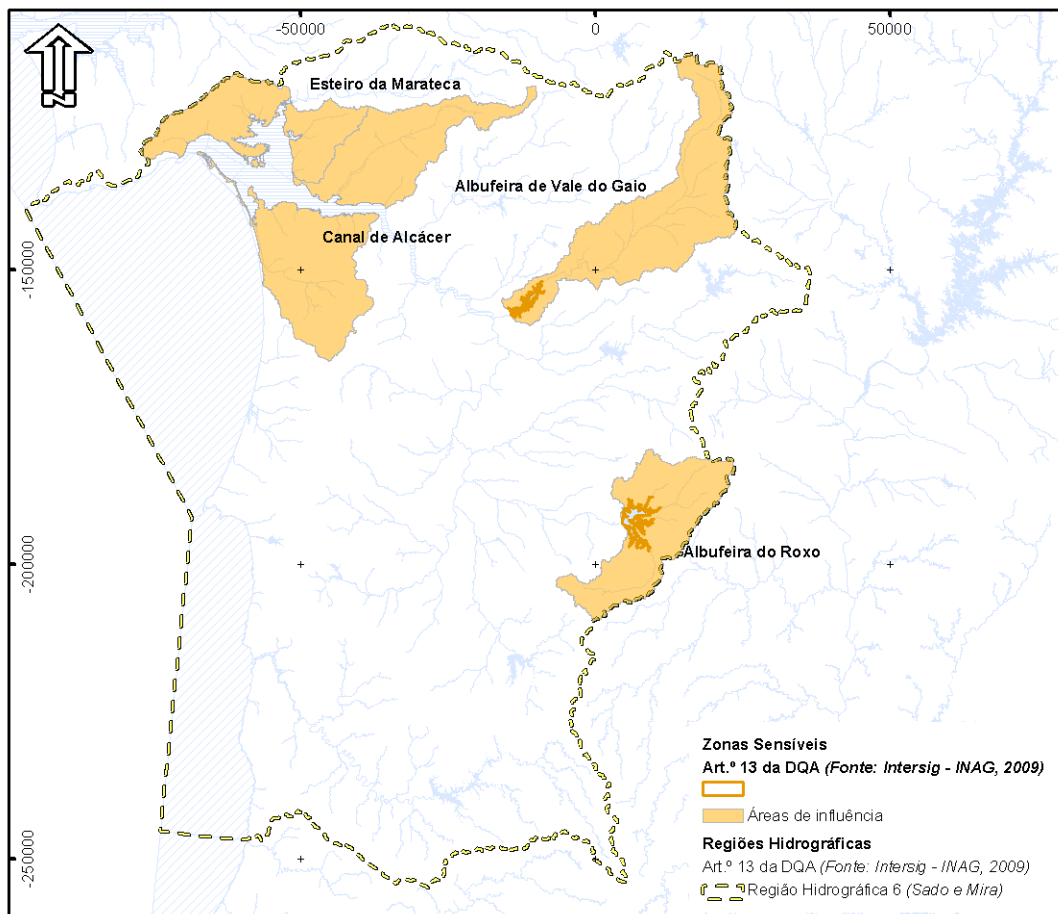 -50000
0
50000
N
Esteiro da Marateca
Albufeira de Vale do Gaio
Canal de Alcácer
-150000
Albufeira do Roxo
-200000
-250000
Zonas Sensíveis
Art.º 13 da DQA (Fonte: Intersig - INAG, 2009)
Áreas de influência
Regiões Hidrográficas
Art.º 13 da DQA (Fonte: Intersig - INAG, 2009)
Região Hidrográfica 6 (Sado e Mira)